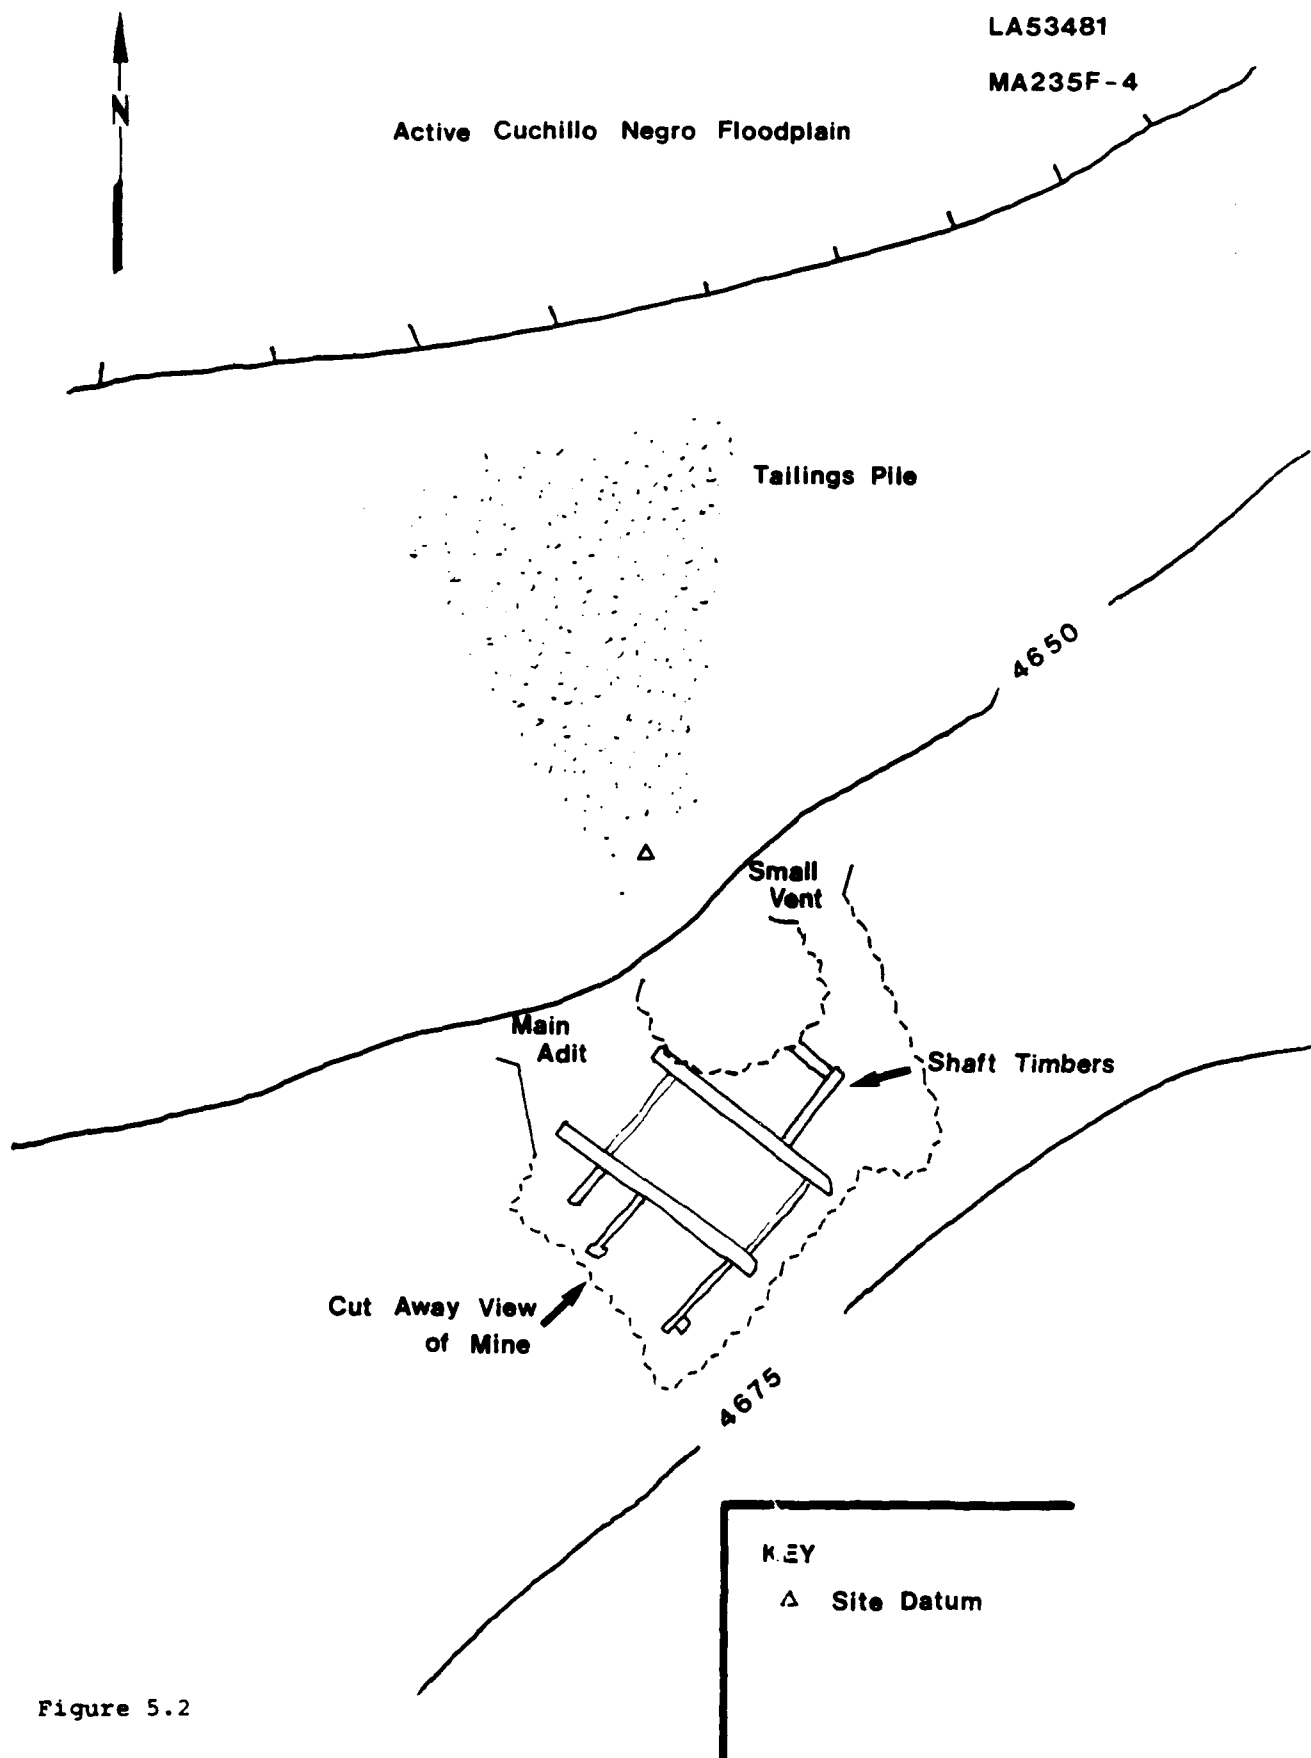 LA53481
MA235F-4
N
Active Cuchillo Negro Floodplain
Tailings Pile
4650
Small
Vent
Main
Adit
Shaft Timbers
Cut Away View
of Mine
4675
KEY
Site Datum
Figure 5.2